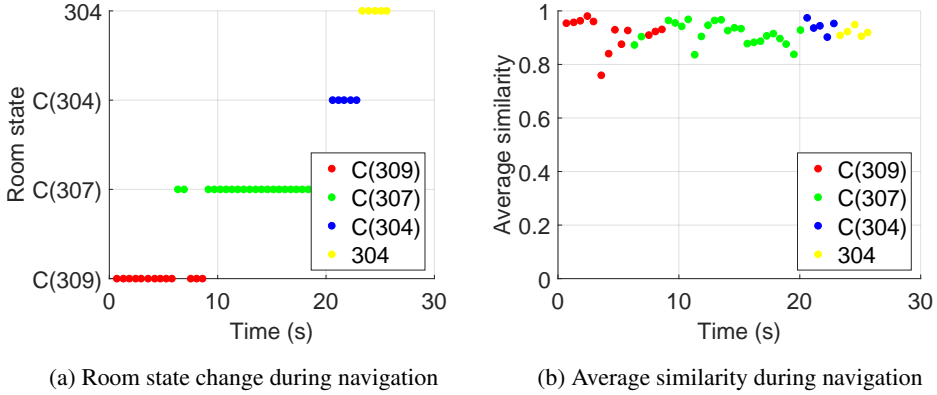 304
C(304)
C(307)
C(309)
Room state
0 10 20 30
Time (s)
C(309)
C(307)
C(304)
304
(a) Room state change during navigation
1
0.8
0.6
0.4
0.2
0
Average similarity
0 10 20 30
Time (s)
C(309)
C(307)
C(304)
304
(b) Average similarity during navigation